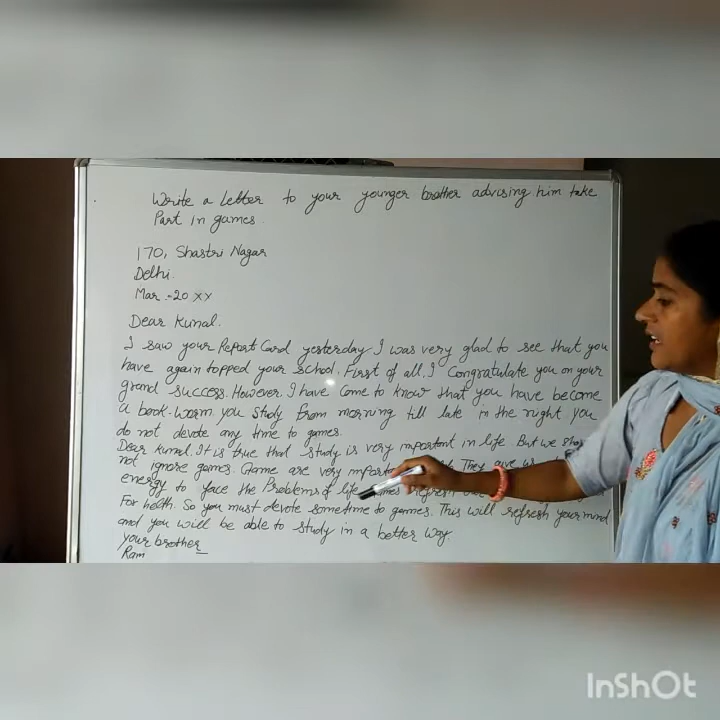 Write a letter to your younger brother advising him take
Part in games.
170, Shastri Nagar
Delhi.
Mar -20 XX
Dear Kunal.
I saw your Report Card yesterday I was very glad to see that you
have again topped your school. First of all, I Congratulate you on your
grand success. However I have come to know that you have become
a book-worm you study from morning till late in the night you
do not devote any time to games.
Dear Kunal. It is true that study is very important in life. But we
not ignore games. Game are very They
energy to face the Problems of life refresh
For helth. So you must devote sometime to games. This will refresh your mind
and you will be able to study in a better way.
your brother
Ram
InShOt